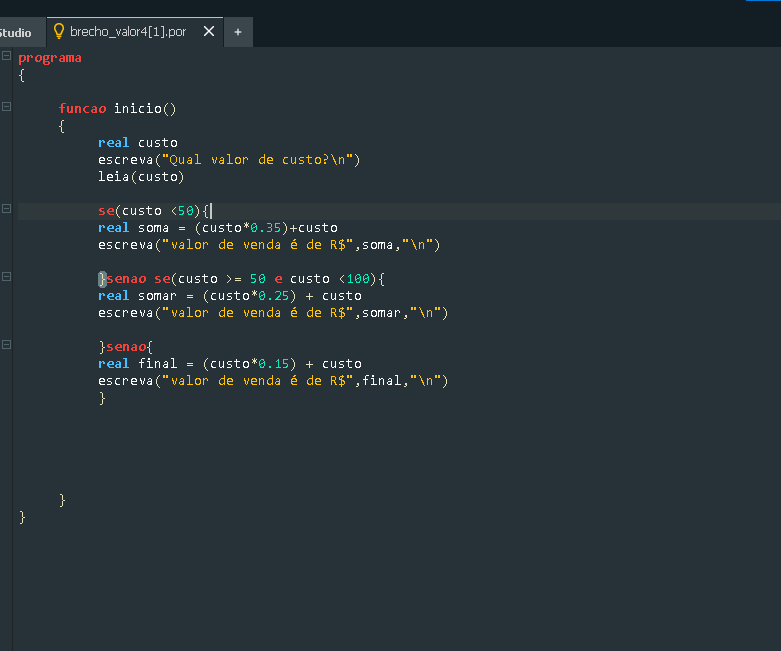 Studio
brecho_valor4[1].por
+
programa
{
funcao inicio()
{
real custo
escreva("Qual valor de custo?\n")
leia(custo)
se(custo <50){
real soma = (custo*0.35)+custo
escreva("valor de venda é de R$",soma,"\n")
}senao se(custo >= 50 e custo <100){
real somar = (custo*0.25) + custo
escreva("valor de venda é de R$",somar,"\n")
}senao{
real final = (custo*0.15) + custo
escreva("valor de venda é de R$",final,"\n")
}
}
}